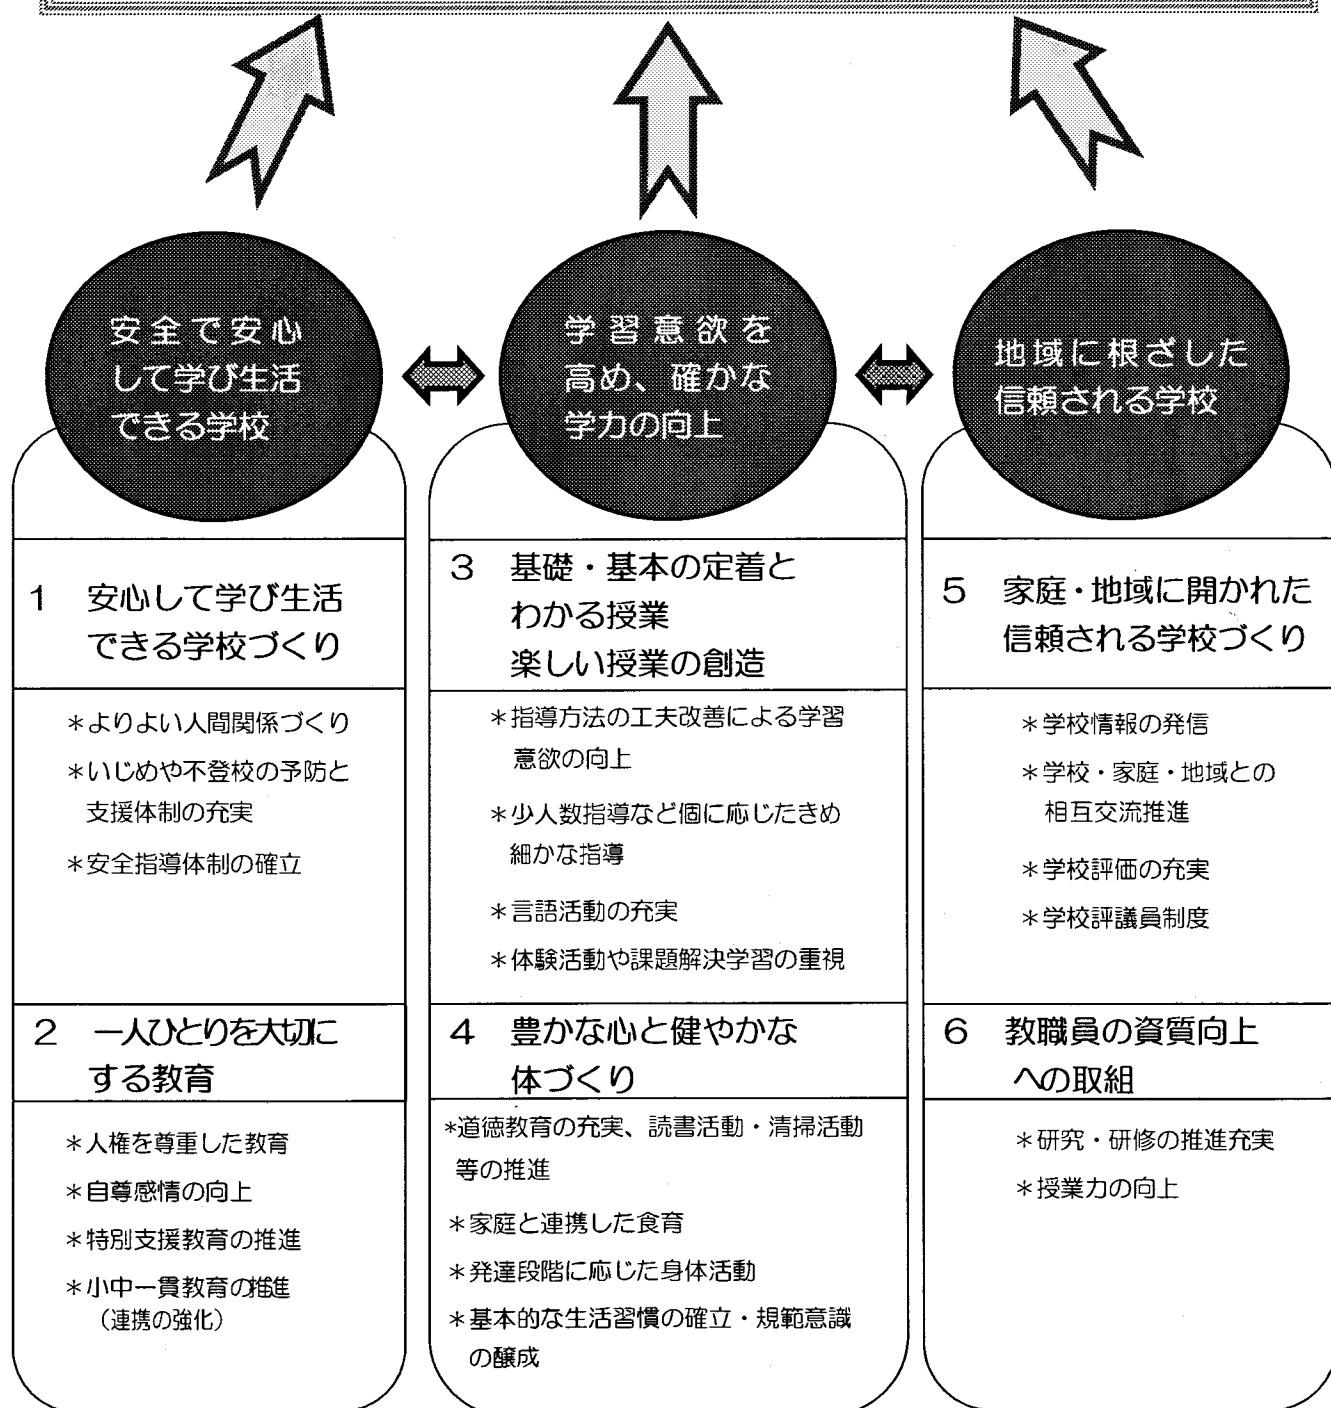 安全で安心
して学び生活
できる学校
学習意欲を
高め、確かな
学力の向上
地域に根ざした
信頼される学校
1 安心して学び生活
できる学校づくり
＊よりよい人間関係づくり
＊いじめや不登校の予防と
支援体制の充実
＊安全指導体制の確立
2 一人ひとりを大切に
する教育
＊人権を尊重した教育
＊自尊感情の向上
＊特別支援教育の推進
＊小中一貫教育の推進
（連携の強化）
3 基礎・基本の定着と
わかる授業
楽しい授業の創造
＊指導方法の工夫改善による学習
意欲の向上
＊少人数指導など個に応じたきめ
細かな指導
＊言語活動の充実
＊体験活動や課題解決学習の重視
4 豊かな心と健やかな
体づくり
*道徳教育の充実、読書活動・清掃活動
等の推進
＊家庭と連携した食育
＊発達段階に応じた身体活動
＊基本的な生活習慣の確立・規範意識
の醸成
5 家庭・地域に開かれた
信頼される学校づくり
＊学校情報の発信
＊学校・家庭・地域との
相互交流推進
＊学校評価の充実
＊学校評議員制度
6 教職員の資質向上
への取組
＊研究・研修の推進充実
＊授業力の向上